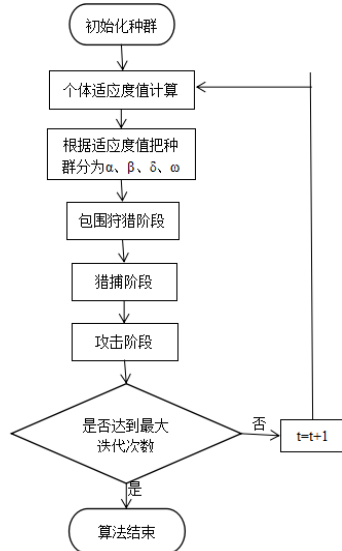 初始化种群
个体适应度值计算
根据适应度值把种
群分为α、β、δ、ω
包围狩猎阶段
猎捕阶段
攻击阶段
是否达到最大
迭代次数
否
t=t+1
是
算法结束